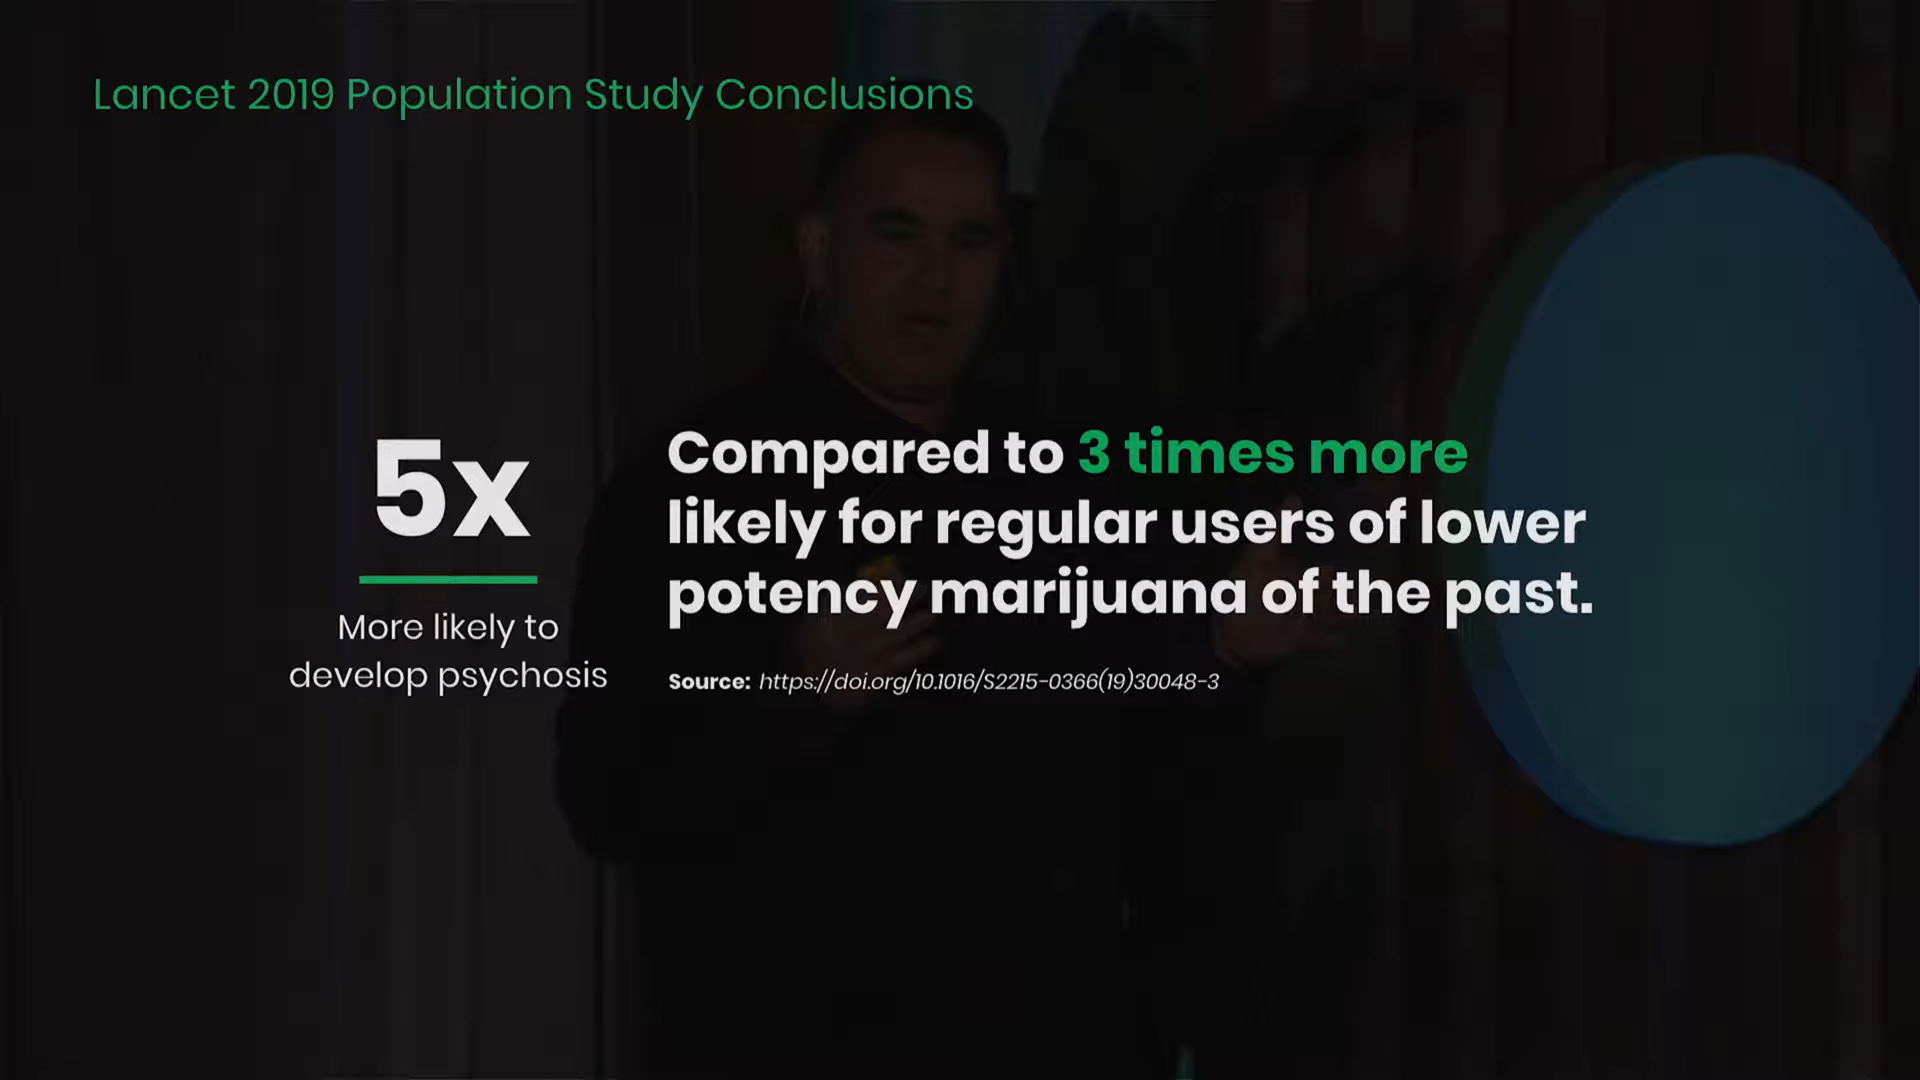 Lancet 2019 Population Study Conclusions
5x
More likely to
develop psychosis
Compared to 3 times more
likely for regular users of lower
potency marijuana of the past.
Source: https://doi.org/10.1016/S2215-0366(19)30048-3